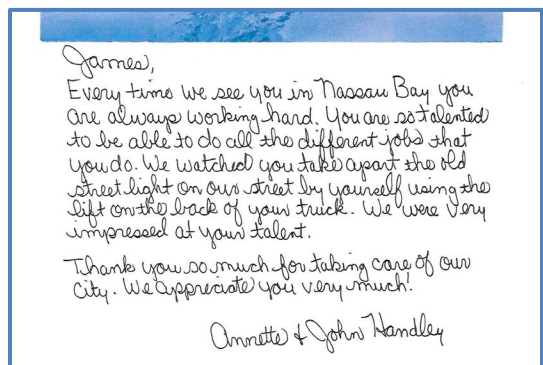 James,
Every time we see you in Nassau Bay you
are always working hard. You are so talented
to be able to do all the different jobs that
you do. We watched you take apart the old
street light on our street by yourself using the
lift on the back of your truck. We were very
impressed at your talent.
Thank you so much for taking care of our
city. We appreciate you very much!
Annette & John Handley